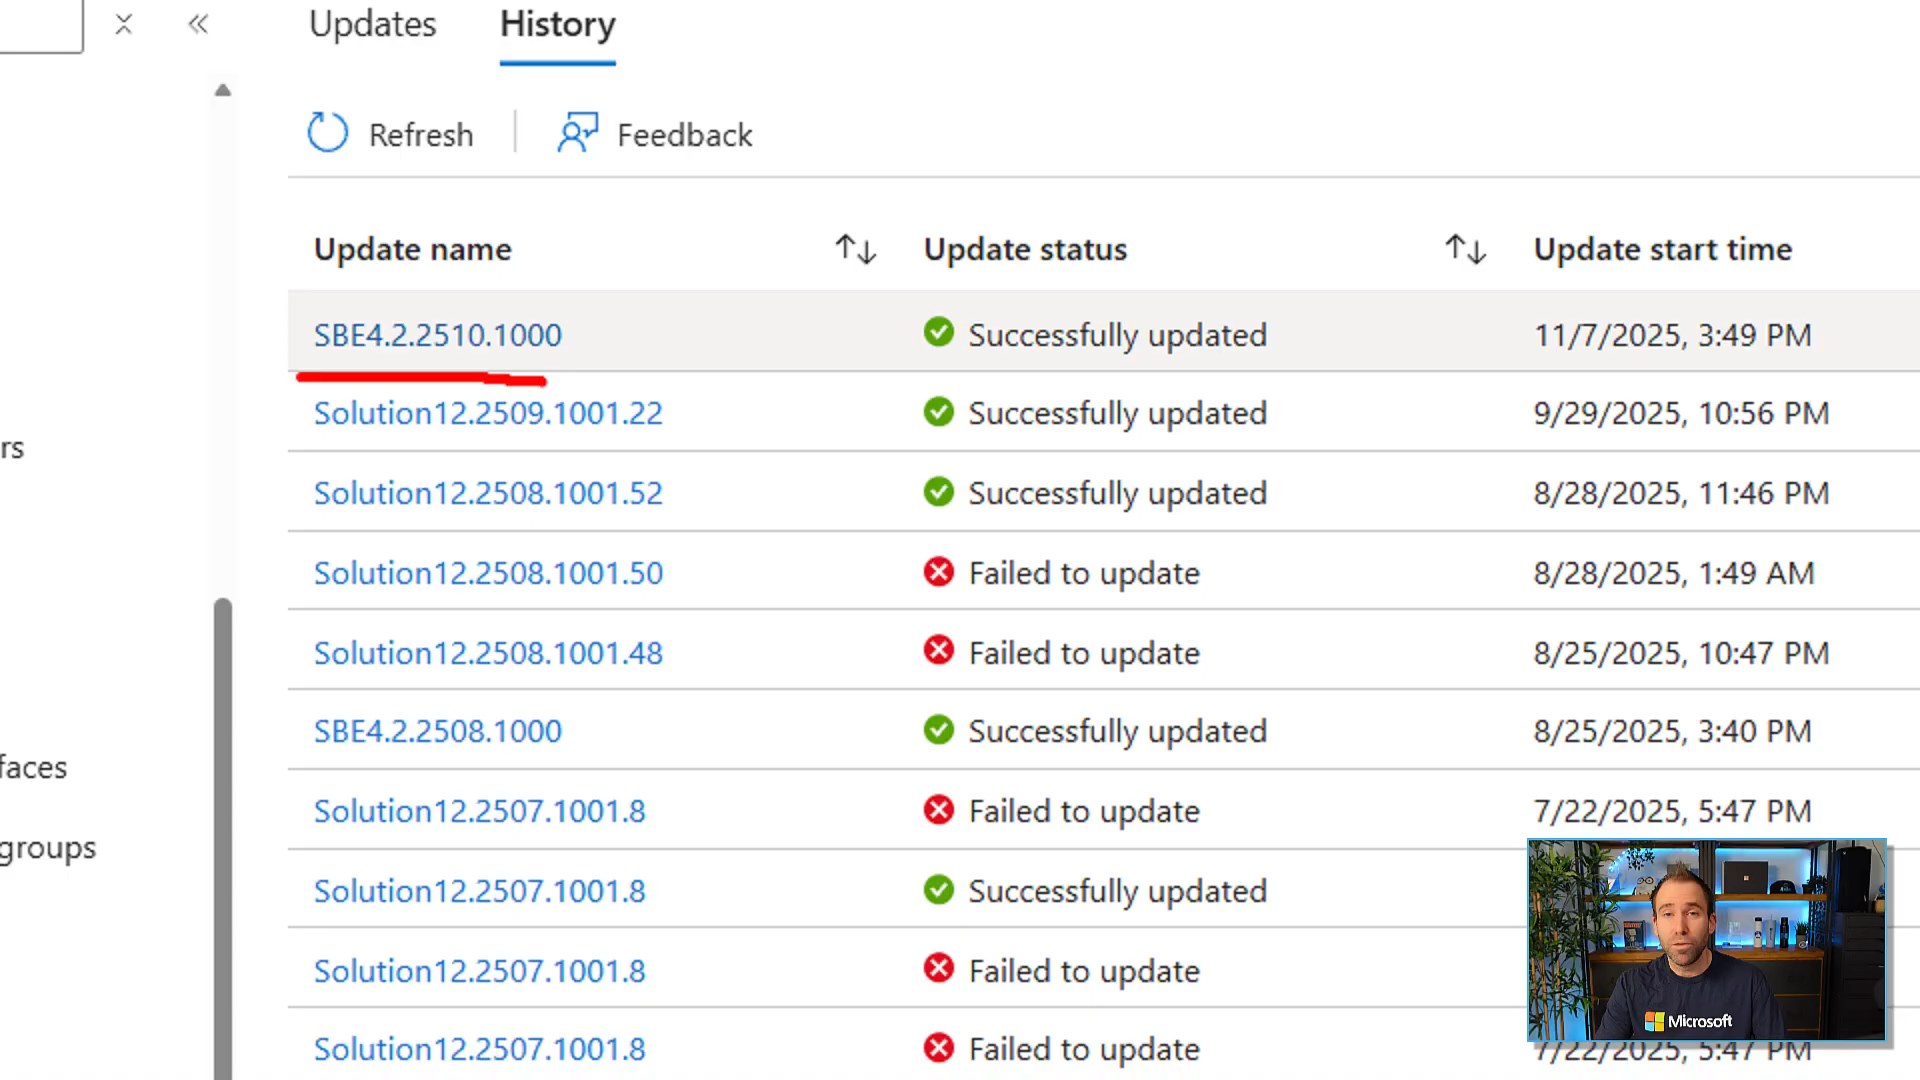 Updates History
Refresh Feedback
Update name Update status Update start time
SBE4.2.2510.1000 Successfully updated 11/7/2025, 3:49 PM
Solution12.2509.1001.22 Successfully updated 9/29/2025, 10:56 PM
rs
Solution12.2508.1001.52 Successfully updated 8/28/2025, 11:46 PM
Solution12.2508.1001.50 Failed to update 8/28/2025, 1:49 AM
Solution12.2508.1001.48 Failed to update 8/25/2025, 10:47 PM
SBE4.2.2508.1000 Successfully updated 8/25/2025, 3:40 PM
faces
Solution12.2507.1001.8 Failed to update 7/22/2025, 5:47 PM
groups
Solution12.2507.1001.8 Successfully updated
Solution12.2507.1001.8 Failed to update
Microsoft
Solution12.2507.1001.8 Failed to update 7/22/2025, 5:47 PM